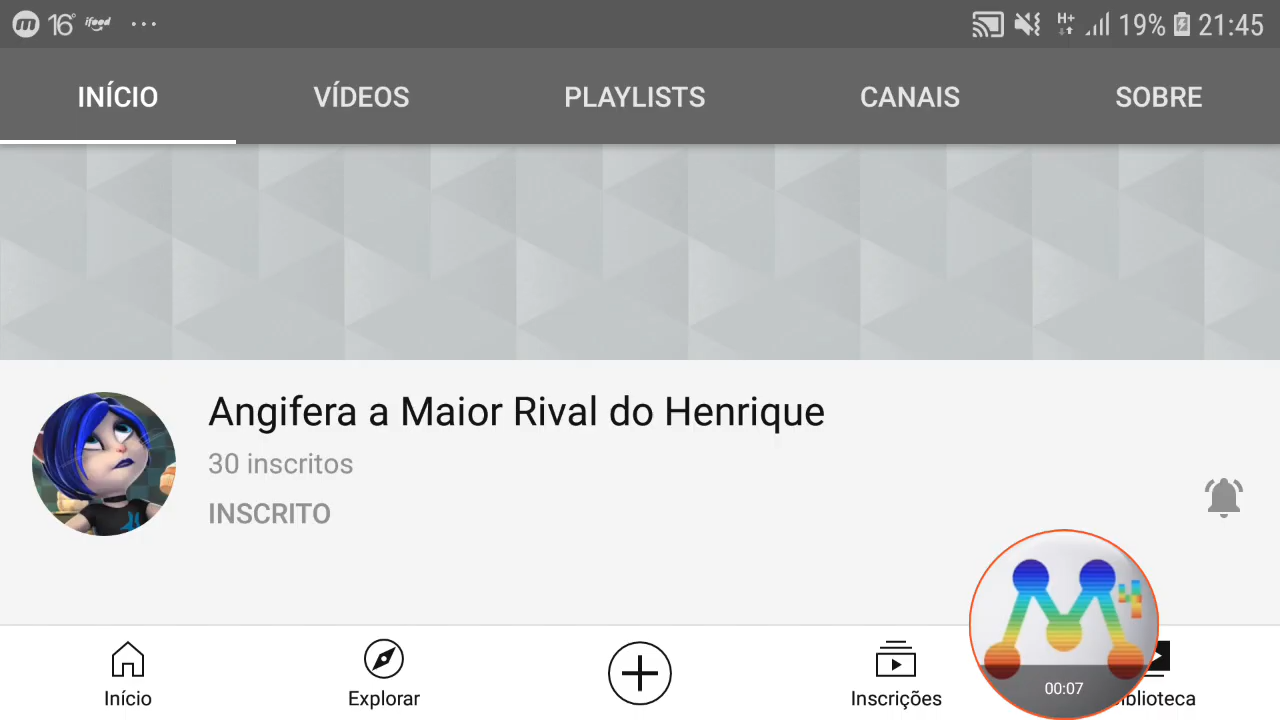 16° ifood ... H+ 19% 21:45
INÍCIO VÍDEOS PLAYLISTS CANAIS SOBRE
Angifera a Maior Rival do Henrique
30 inscritos
INSCRITO
Início Explorar Inscrições iblioteca
00:07